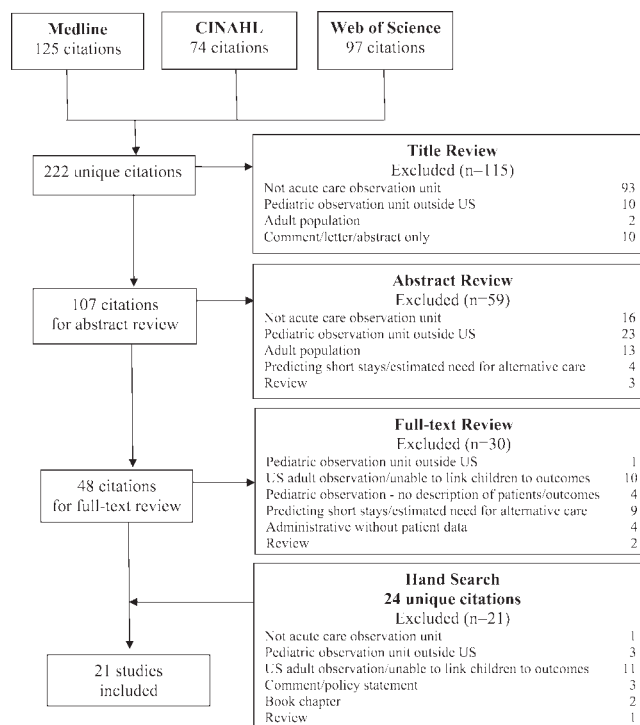 Medline
125 citations
CINAHL
74 citations
Web of Science
97 citations
222 unique citations
Title Review
Excluded (n=115)
Not acute care observation unit 93
Pediatric observation unit outside US 10
Adult population 2
Comment/letter/abstract only 10
107 citations
for abstract review
Abstract Review
Excluded (n=59)
Not acute care observation unit 16
Pediatric observation unit outside US 23
Adult population 13
Predicting short stays/estimated need for alternative care 4
Review 3
48 citations
for full-text review
Full-text Review
Excluded (n=30)
Pediatric observation unit outside US 1
US adult observation/unable to link children to outcomes 10
Pediatric observation - no description of patients/outcomes 4
Predicting short stays/estimated need for alternative care 9
Administrative without patient data 4
Review 2
Hand Search
24 unique citations
Excluded (n=21)
Not acute care observation unit 1
Pediatric observation unit outside US 3
US adult observation/unable to link children to outcomes 11
Comment/policy statement 3
Book chapter 2
Review 1
21 studies
included